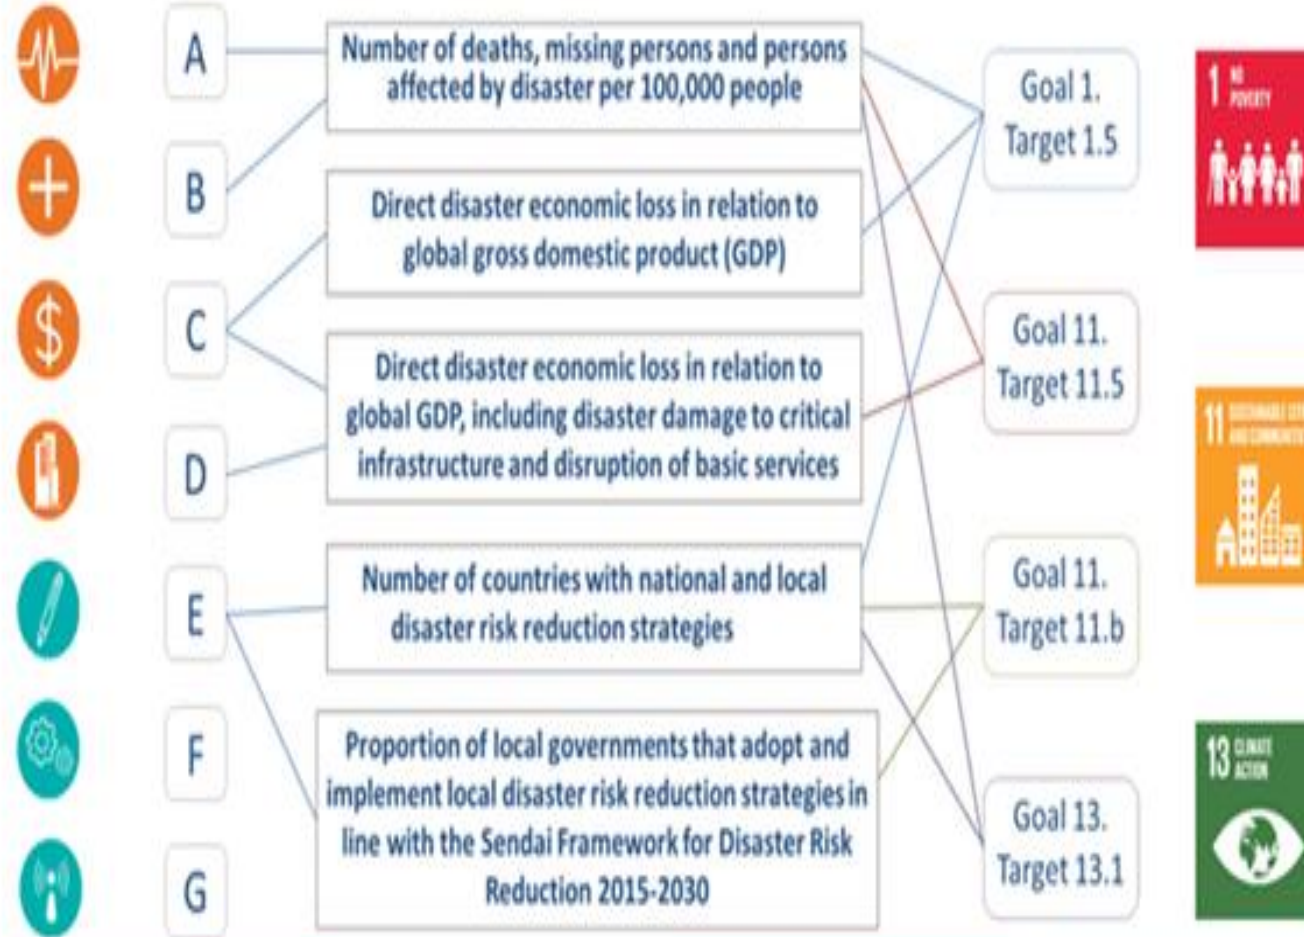 A
B
C
D
E
F
G
Number of deaths, missing persons and persons
affected by disaster per 100,000 people
Direct disaster economic loss in relation to
global gross domestic product (GDP)
Direct disaster economic loss in relation to
global GDP, including disaster damage to critical
infrastructure and disruption of basic services
Number of countries with national and local
disaster risk reduction strategies
Proportion of local governments that adopt and
implement local disaster risk reduction strategies in
line with the Sendai Framework for Disaster Risk
Reduction 2015-2030
Goal 1.
Target 1.5
Goal 11.
Target 11.5
Goal 11.
Target 11.b
Goal 13.
Target 13.1
1 NO
POVERTY
11
AND
13 CLIMATE
ACTION